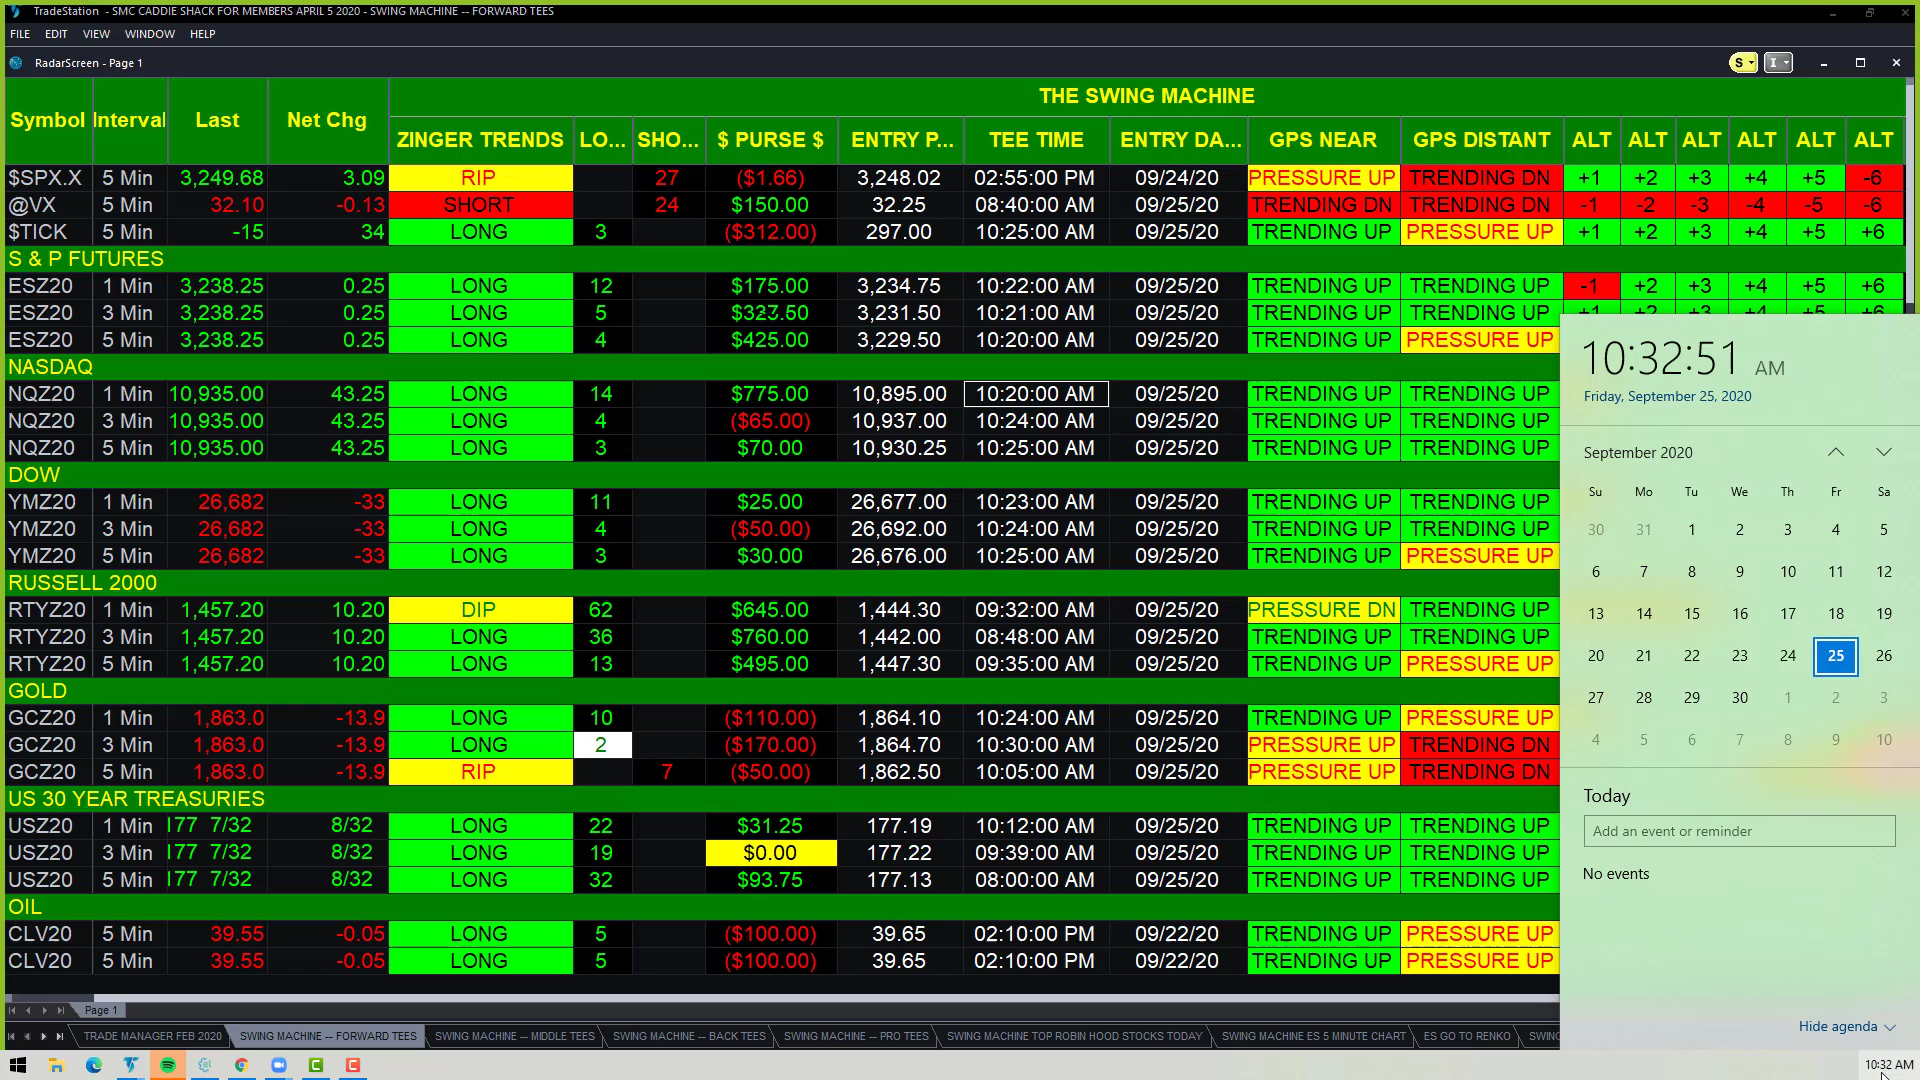 TradeStation - SMC CADDIE SHACK FOR MEMBERS APRIL 5 2020 - SWING MACHINE -- FORWARD TEES
FILE EDIT VIEW WINDOW HELP
RadarScreen - Page 1 S I
THE SWING MACHINE
Symbol Interval Last Net Chg ZINGER TRENDS LO... SHO... $ PURSE $ ENTRY P... TEE TIME ENTRY DA... GPS NEAR GPS DISTANT ALT ALT ALT ALT ALT ALT
$SPX.X 5 Min 3,249.68 3.09 RIP 27 ($1.66) 3,248.02 02:55:00 PM 09/24/20 PRESSURE UP TRENDING DN +1 +2 +3 +4 +5 -6
@VX 5 Min 32.10 -0.13 SHORT 24 $150.00 32.25 08:40:00 AM 09/25/20 TRENDING DN TRENDING DN -1 -2 -3 -4 -5 -6
$TICK 5 Min -15 34 LONG 3 ($312.00) 297.00 10:25:00 AM 09/25/20 TRENDING UP PRESSURE UP +1 +2 +3 +4 +5 +6
S & P FUTURES
ESZ20 1 Min 3,238.25 0.25 LONG 12 $175.00 3,234.75 10:22:00 AM 09/25/20 TRENDING UP TRENDING UP -1 +2 +3 +4 +5 +6
ESZ20 3 Min 3,238.25 0.25 LONG 5 $327.50 3,231.50 10:21:00 AM 09/25/20 TRENDING UP TRENDING UP +1 +2 +3 +4 +5 +6
ESZ20 5 Min 3,238.25 0.25 LONG 4 $425.00 3,229.50 10:20:00 AM 09/25/20 TRENDING UP PRESSURE UP
NASDAQ
NQZ20 1 Min 10,935.00 43.25 LONG 14 $775.00 10,895.00 10:20:00 AM 09/25/20 TRENDING UP TRENDING UP
NQZ20 3 Min 10,935.00 43.25 LONG 4 ($65.00) 10,937.00 10:24:00 AM 09/25/20 TRENDING UP TRENDING UP
NQZ20 5 Min 10,935.00 43.25 LONG 3 $70.00 10,930.25 10:25:00 AM 09/25/20 TRENDING UP TRENDING UP
DOW
YMZ20 1 Min 26,682 -33 LONG 11 $25.00 26,677.00 10:23:00 AM 09/25/20 TRENDING UP TRENDING UP
YMZ20 3 Min 26,682 -33 LONG 4 ($50.00) 26,692.00 10:24:00 AM 09/25/20 TRENDING UP TRENDING UP
YMZ20 5 Min 26,682 -33 LONG 3 $30.00 26,676.00 10:25:00 AM 09/25/20 TRENDING UP PRESSURE UP
RUSSELL 2000
RTYZ20 1 Min 1,457.20 10.20 DIP 62 $645.00 1,444.30 09:32:00 AM 09/25/20 PRESSURE DN TRENDING UP
RTYZ20 3 Min 1,457.20 10.20 LONG 36 $760.00 1,442.00 08:48:00 AM 09/25/20 TRENDING UP TRENDING UP
RTYZ20 5 Min 1,457.20 10.20 LONG 13 $495.00 1,447.30 09:35:00 AM 09/25/20 TRENDING UP PRESSURE UP
GOLD
GCZ20 1 Min 1,863.0 -13.9 LONG 10 ($110.00) 1,864.10 10:24:00 AM 09/25/20 TRENDING UP PRESSURE UP
GCZ20 3 Min 1,863.0 -13.9 LONG 2 ($170.00) 1,864.70 10:30:00 AM 09/25/20 PRESSURE UP TRENDING DN
GCZ20 5 Min 1,863.0 -13.9 RIP 7 ($50.00) 1,862.50 10:05:00 AM 09/25/20 PRESSURE UP TRENDING DN
US 30 YEAR TREASURIES
USZ20 1 Min 177 7/32 8/32 LONG 22 $31.25 177.19 10:12:00 AM 09/25/20 TRENDING UP TRENDING UP
USZ20 3 Min 177 7/32 8/32 LONG 19 $0.00 177.22 09:39:00 AM 09/25/20 TRENDING UP TRENDING UP
USZ20 5 Min 177 7/32 8/32 LONG 32 $93.75 177.13 08:00:00 AM 09/25/20 TRENDING UP TRENDING UP
OIL
CLV20 5 Min 39.55 -0.05 LONG 5 ($100.00) 39.65 02:10:00 PM 09/22/20 TRENDING UP PRESSURE UP
CLV20 5 Min 39.55 -0.05 LONG 5 ($100.00) 39.65 02:10:00 PM 09/22/20 TRENDING UP PRESSURE UP
10:32:51 AM
Friday, September 25, 2020
September 2020
Su Mo Tu We Th Fr Sa
30 31 1 2 3 4 5
6 7 8 9 10 11 12
13 14 15 16 17 18 19
20 21 22 23 24 25 26
27 28 29 30 1 2 3
4 5 6 7 8 9 10
Today
Add an event or reminder
No events
Hide agenda
Page 1
TRADE MANAGER FEB 2020 SWING MACHINE -- FORWARD TEES SWING MACHINE -- MIDDLE TEES SWING MACHINE -- BACK TEES SWING MACHINE -- PRO TEES SWING MACHINE TOP ROBIN HOOD STOCKS TODAY SWING MACHINE ES 5 MINUTE CHART ES GO TO RENKO SWING
10:32 AM